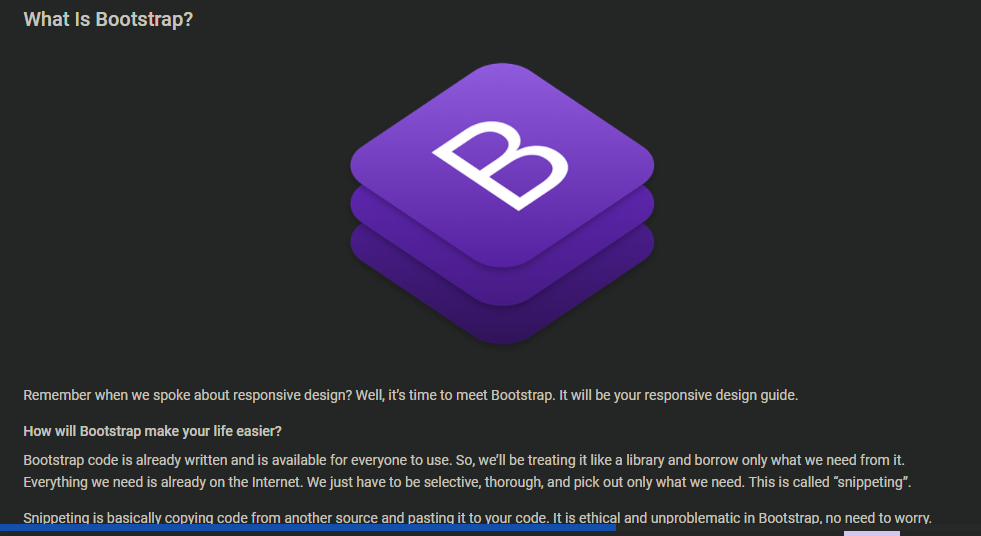 What Is Bootstrap?
B
Remember when we spoke about responsive design? Well, it’s time to meet Bootstrap. It will be your responsive design guide.
How will Bootstrap make your life easier?
Bootstrap code is already written and is available for everyone to use. So, we’ll be treating it like a library and borrow only what we need from it.
Everything we need is already on the Internet. We just have to be selective, thorough, and pick out only what we need. This is called “snippeting”.
Snippeting is basically copying code from another source and pasting it to your code. It is ethical and unproblematic in Bootstrap, no need to worry.